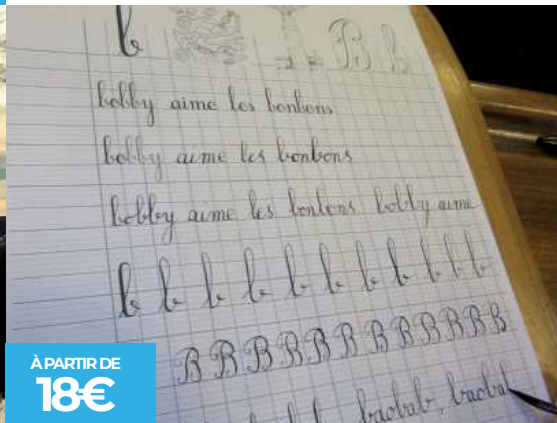 b B b
bobby aime les bonbons
bobby aime les bonbons
bobby aime les bonbons bobby aime
b b b b b b b b b b b
B B B B B B B B B B B
baobab, baobab
À PARTIR DE
18€